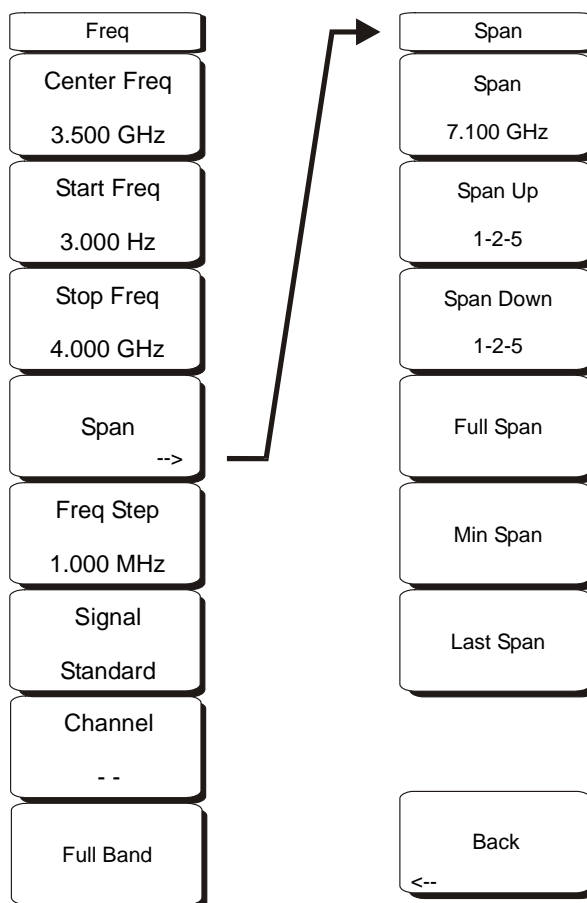 Freq
Center Freq
3.500 GHz
Start Freq
3.000 Hz
Stop Freq
4.000 GHz
Span
-->
Freq Step
1.000 MHz
Signal
Standard
Channel
- -
Full Band
Span
Span
7.100 GHz
Span Up
1-2-5
Span Down
1-2-5
Full Span
Min Span
Last Span
Back
<--